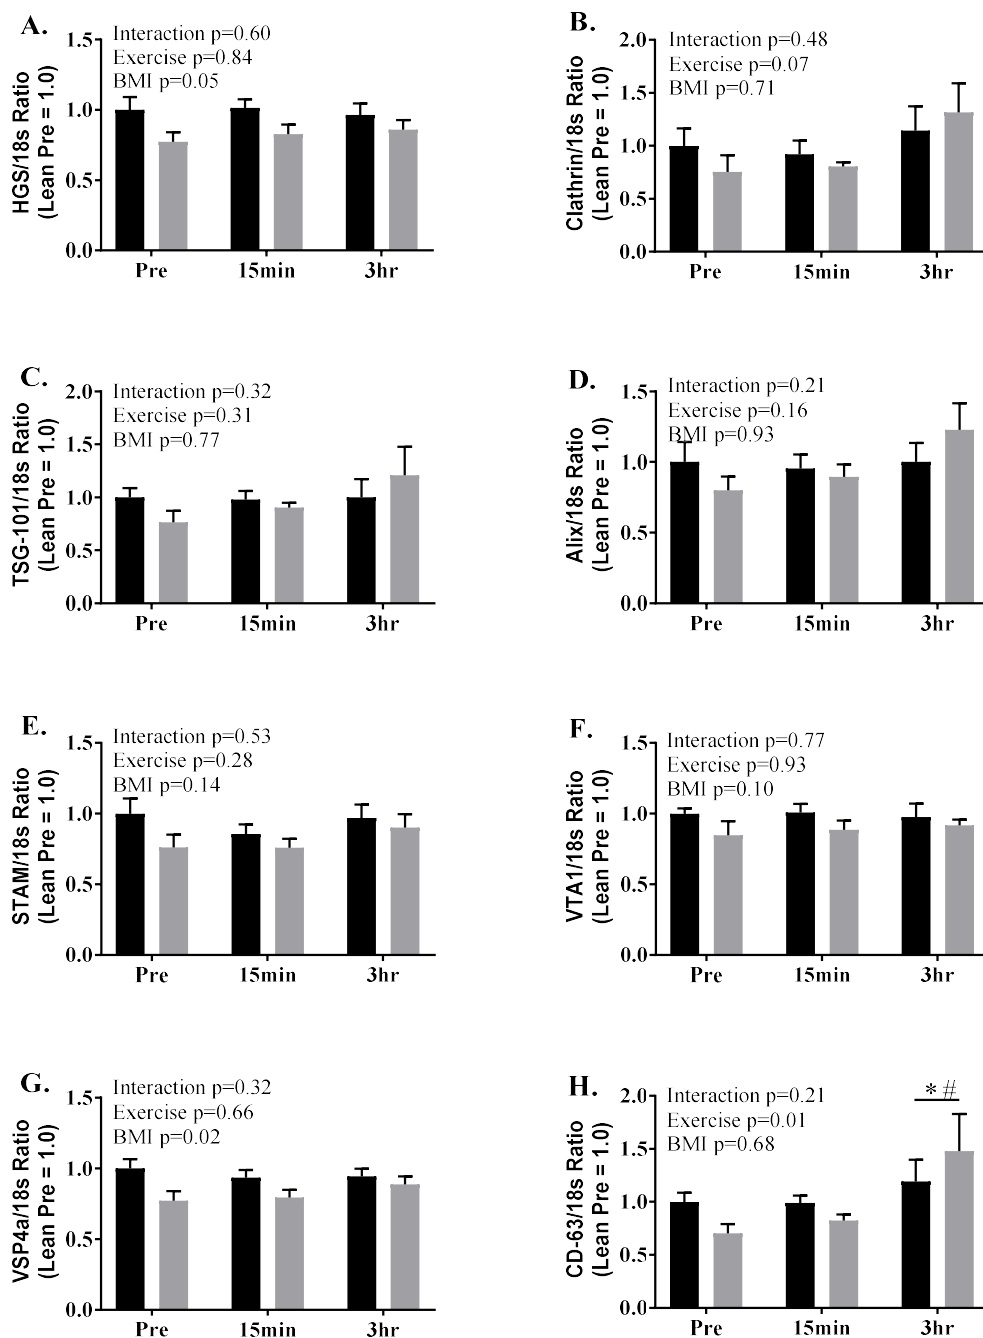 A.
Interaction p=0.60
Exercise p=0.84
BMI p=0.05
HGS/18s Ratio
(Lean Pre = 1.0)
1.5
1.0
0.5
0.0
Pre 15min 3hr
B.
Interaction p=0.48
Exercise p=0.07
BMI p=0.71
Clathrin/18s Ratio
(Lean Pre = 1.0)
2.0
1.5
1.0
0.5
0.0
Pre 15min 3hr
C.
Interaction p=0.32
Exercise p=0.31
BMI p=0.77
TSG-101/18s Ratio
(Lean Pre = 1.0)
2.0
1.5
1.0
0.5
0.0
Pre 15min 3hr
D.
Interaction p=0.21
Exercise p=0.16
BMI p=0.93
Alix/18s Ratio
(Lean Pre = 1.0)
1.5
1.0
0.5
0.0
Pre 15min 3hr
E.
Interaction p=0.53
Exercise p=0.28
BMI p=0.14
STAM/18s Ratio
(Lean Pre = 1.0)
1.5
1.0
0.5
0.0
Pre 15min 3hr
F.
Interaction p=0.77
Exercise p=0.93
BMI p=0.10
VTA1/18s Ratio
(Lean Pre = 1.0)
1.5
1.0
0.5
0.0
Pre 15min 3hr
G.
Interaction p=0.32
Exercise p=0.66
BMI p=0.02
VSP4a/18s Ratio
(Lean Pre = 1.0)
1.5
1.0
0.5
0.0
Pre 15min 3hr
H.
Interaction p=0.21
Exercise p=0.01
BMI p=0.68
* #
CD-63/18s Ratio
(Lean Pre = 1.0)
2.0
1.5
1.0
0.5
0.0
Pre 15min 3hr